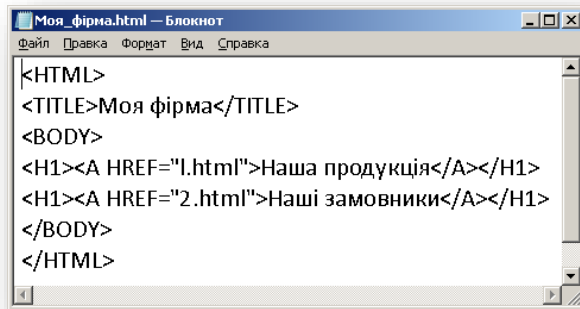 Моя_фірма.html — Блокнот
Файл Правка Формат Вид Справка
<HTML>
<TITLE>Моя фірма</TITLE>
<BODY>
<H1><A HREF="l.html">Наша продукція</A></H1>
<H1><A HREF="2.html">Наші замовники</A></H1>
</BODY>
</HTML>